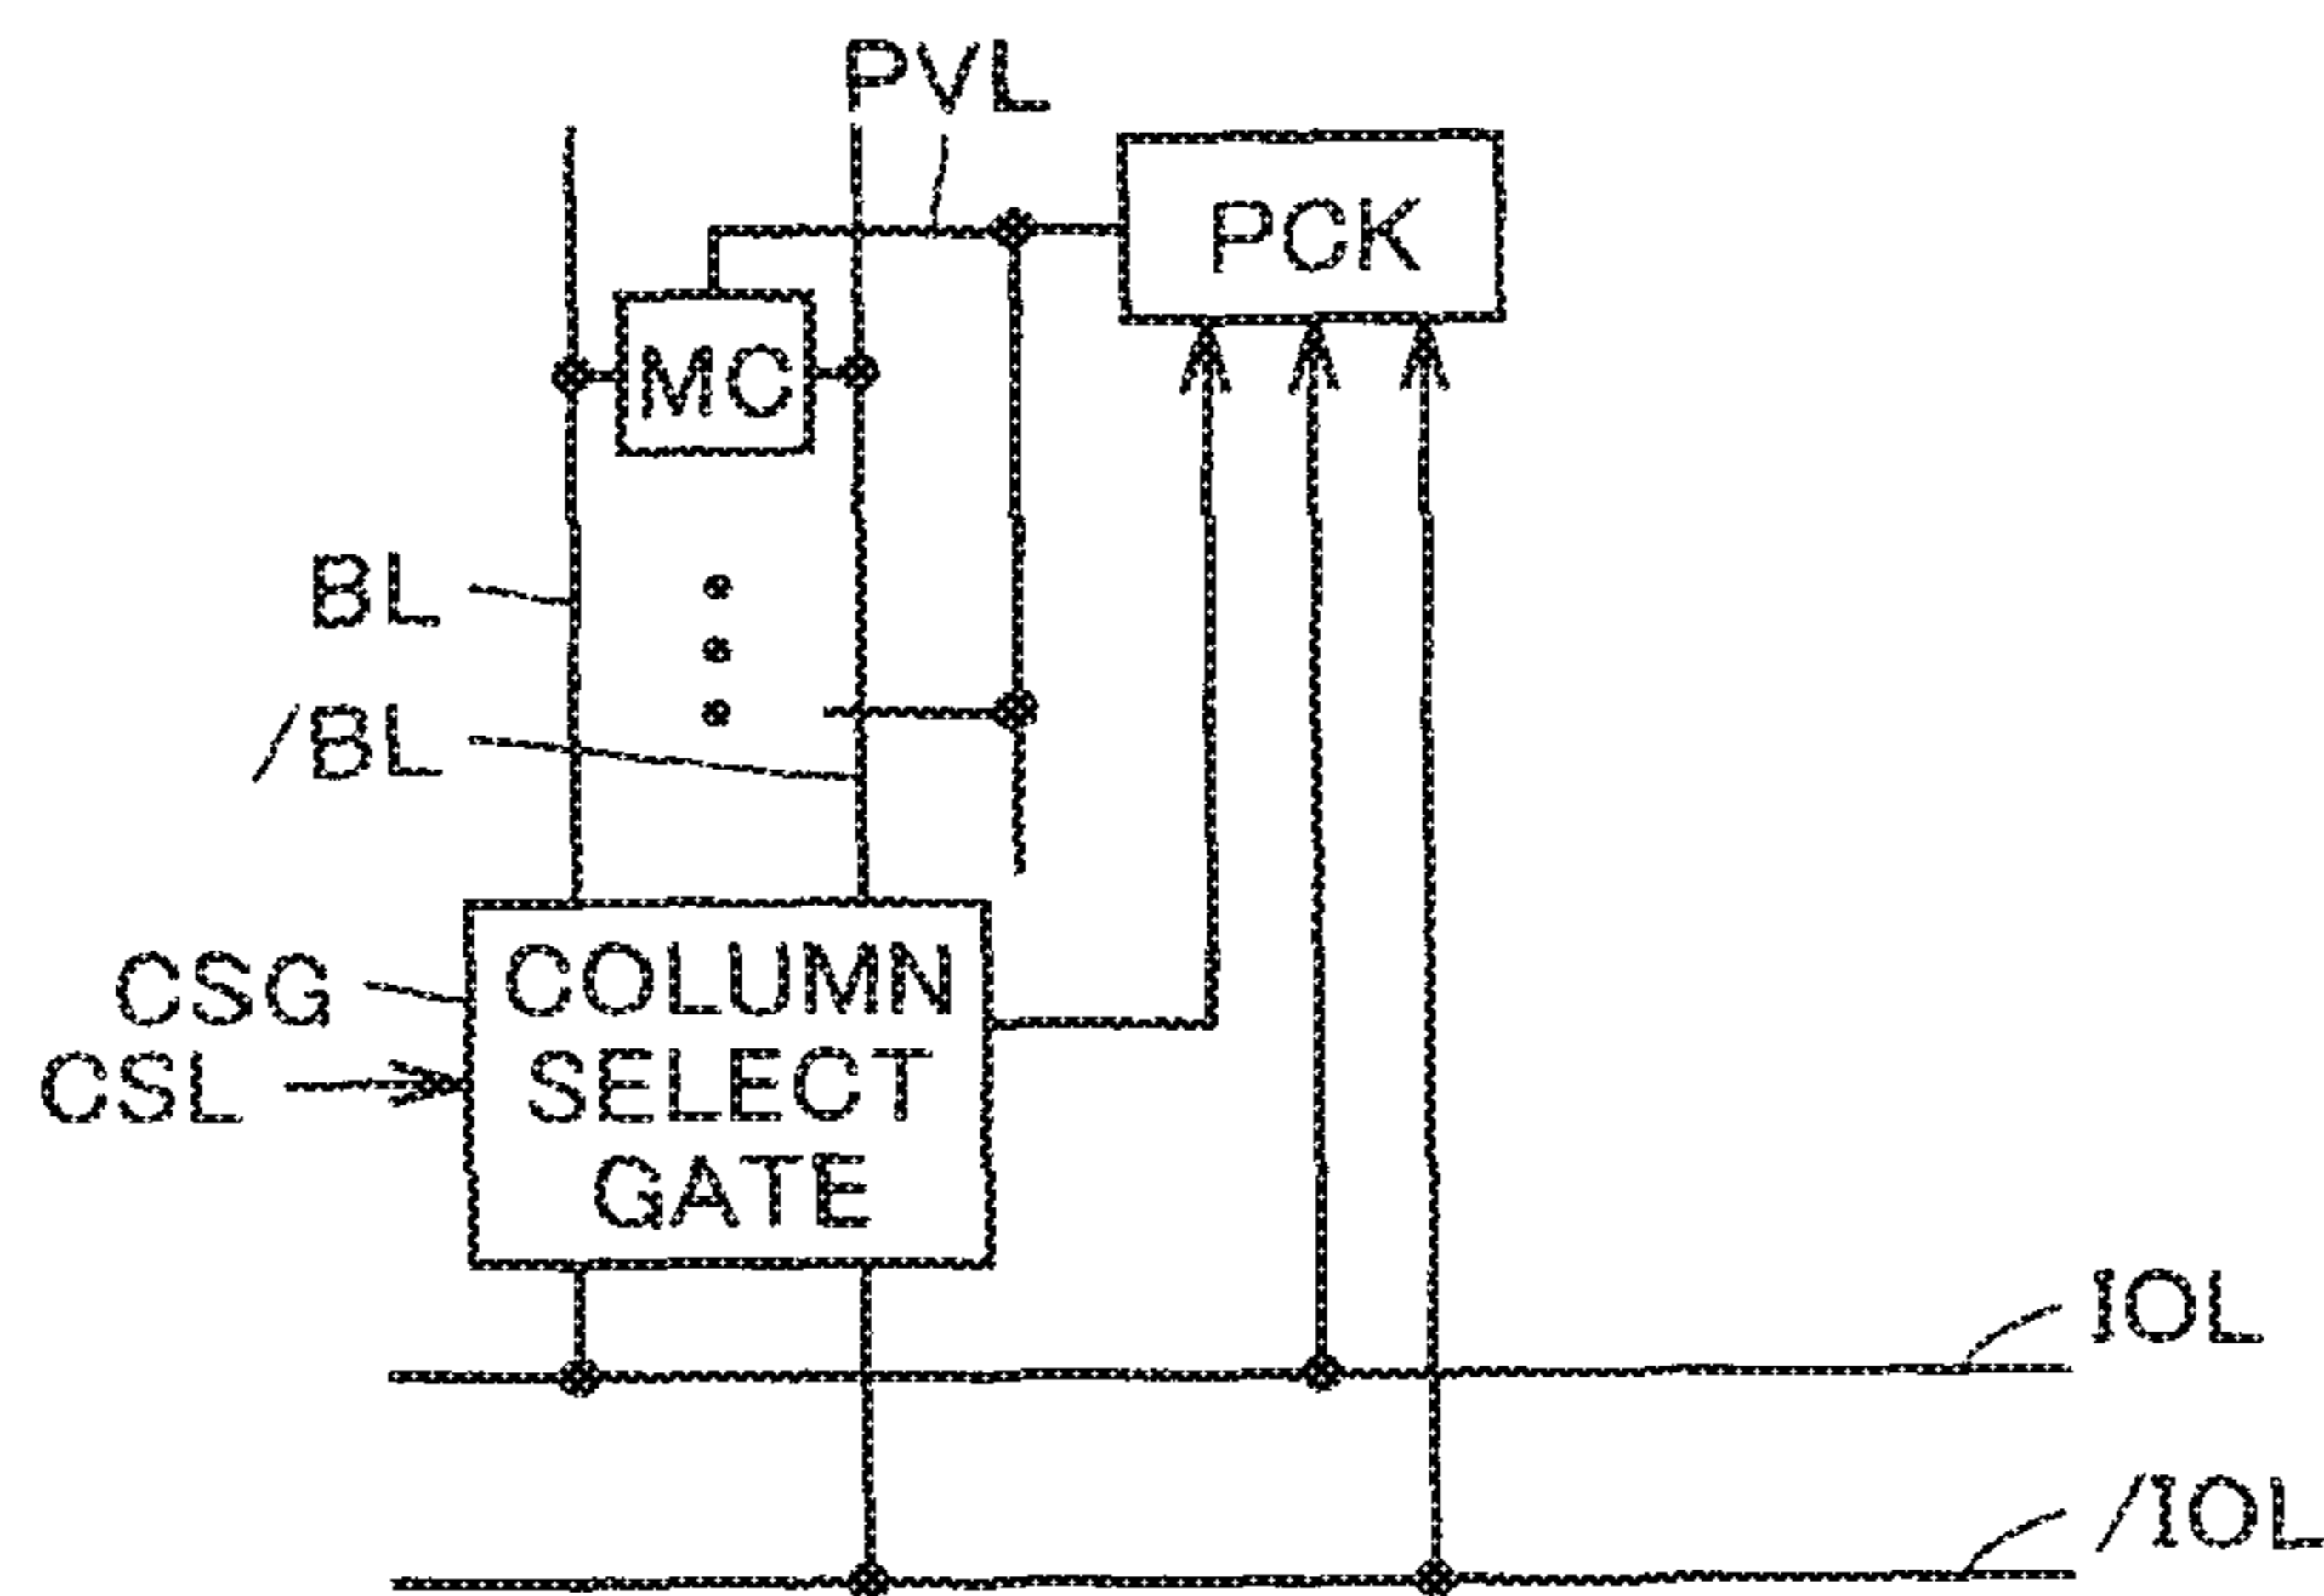 PVL
PCK
MC
BL
/BL
CSG
CSL
COLUMN
SELECT
GATE
IOL
/IOL